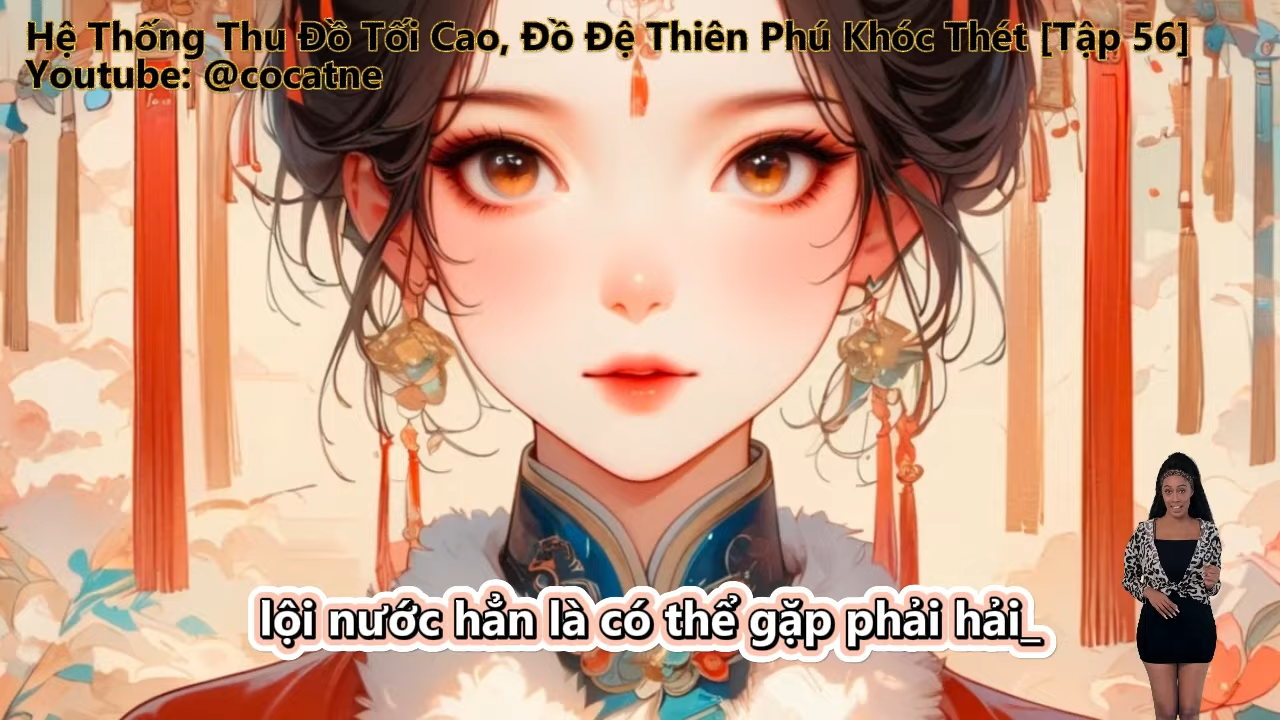 Hệ Thống Thu Đồ Tối Cao, Đồ Đệ Thiên Phú Khóc Thét [Tập 56]
Youtube: @cocatne
lội nước hẳn là có thể gặp phải hải_